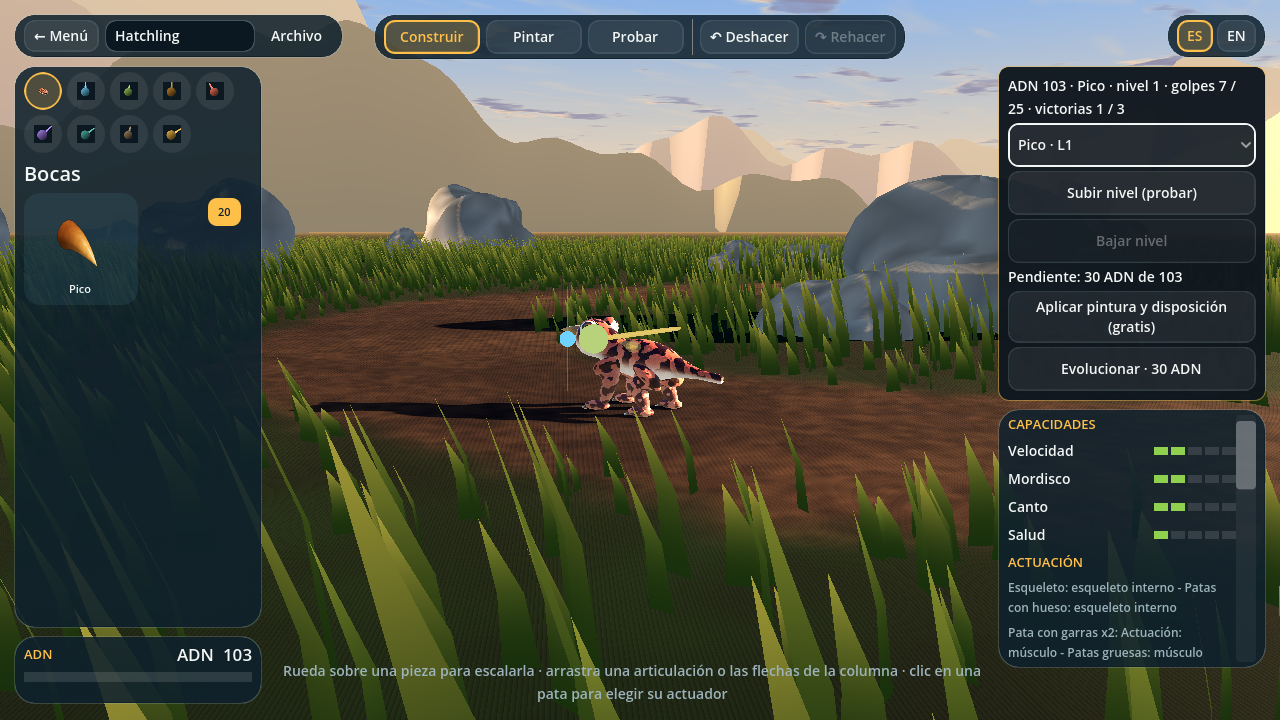 ← Menú
Hatchling
Archivo
Construir
Pintar
Probar
↶ Deshacer
↷ Rehacer
ES
EN
Bocas
20
Pico
ADN
ADN 103
ADN 103 · Pico · nivel 1 · golpes 7 /
25 · victorias 1 / 3
Pico · L1
Subir nivel (probar)
Bajar nivel
Pendiente: 30 ADN de 103
Aplicar pintura y disposición
(gratis)
Evolucionar · 30 ADN
CAPACIDADES
Velocidad
Mordisco
Canto
Salud
ACTUACIÓN
Esqueleto: esqueleto interno - Patas
con hueso: esqueleto interno
Pata con garras x2: Actuación:
músculo - Patas gruesas: músculo
Rueda sobre una pieza para escalarla · arrastra una articulación o las flechas de la columna · clic en una
pata para elegir su actuador